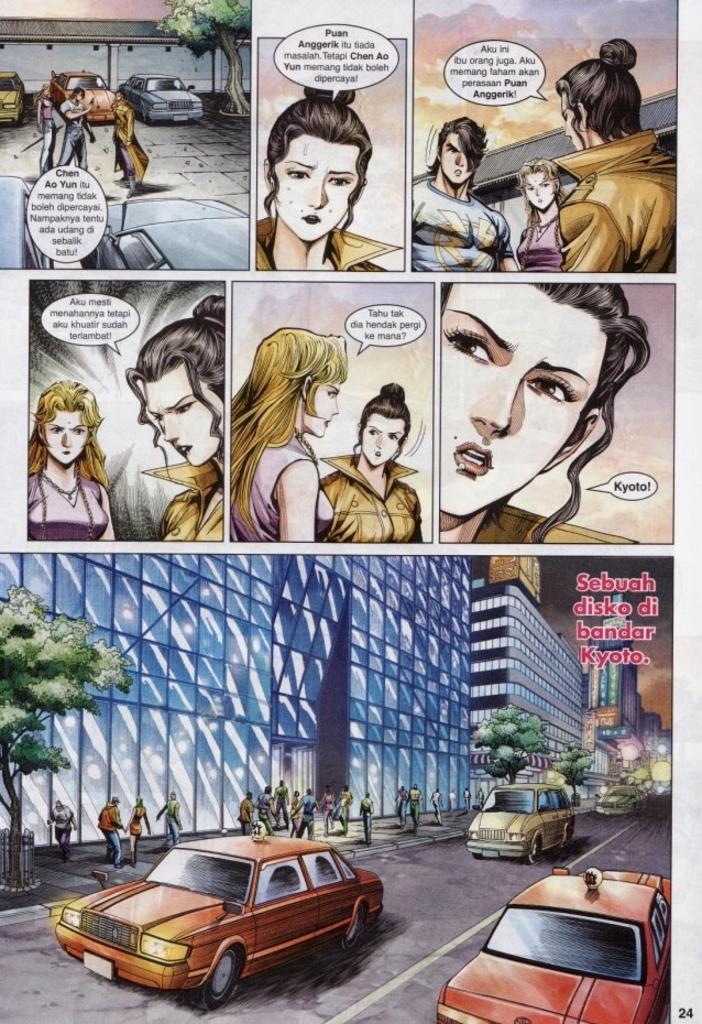 Puan
Anggerik itu tiada
masalah.Tetapi Chen Ao
Yun memang tidak boleh
dipercaya!
Aku ini
ibu orang juga. Aku
memang faham akan
perasaan Puan
Anggerik!
Chen
Ao Yun itu
memang tidak
boleh dipercayai.
Nampaknya tentu
ada udang di
sebalik
batu!
Aku mesti
menahannya tetapi
aku khuatir sudah
terlambat!
Tahu tak
dia hendak pergi
ke mana?
Kyoto!
Sebuah
disko di
bandar
Kyoto.
24